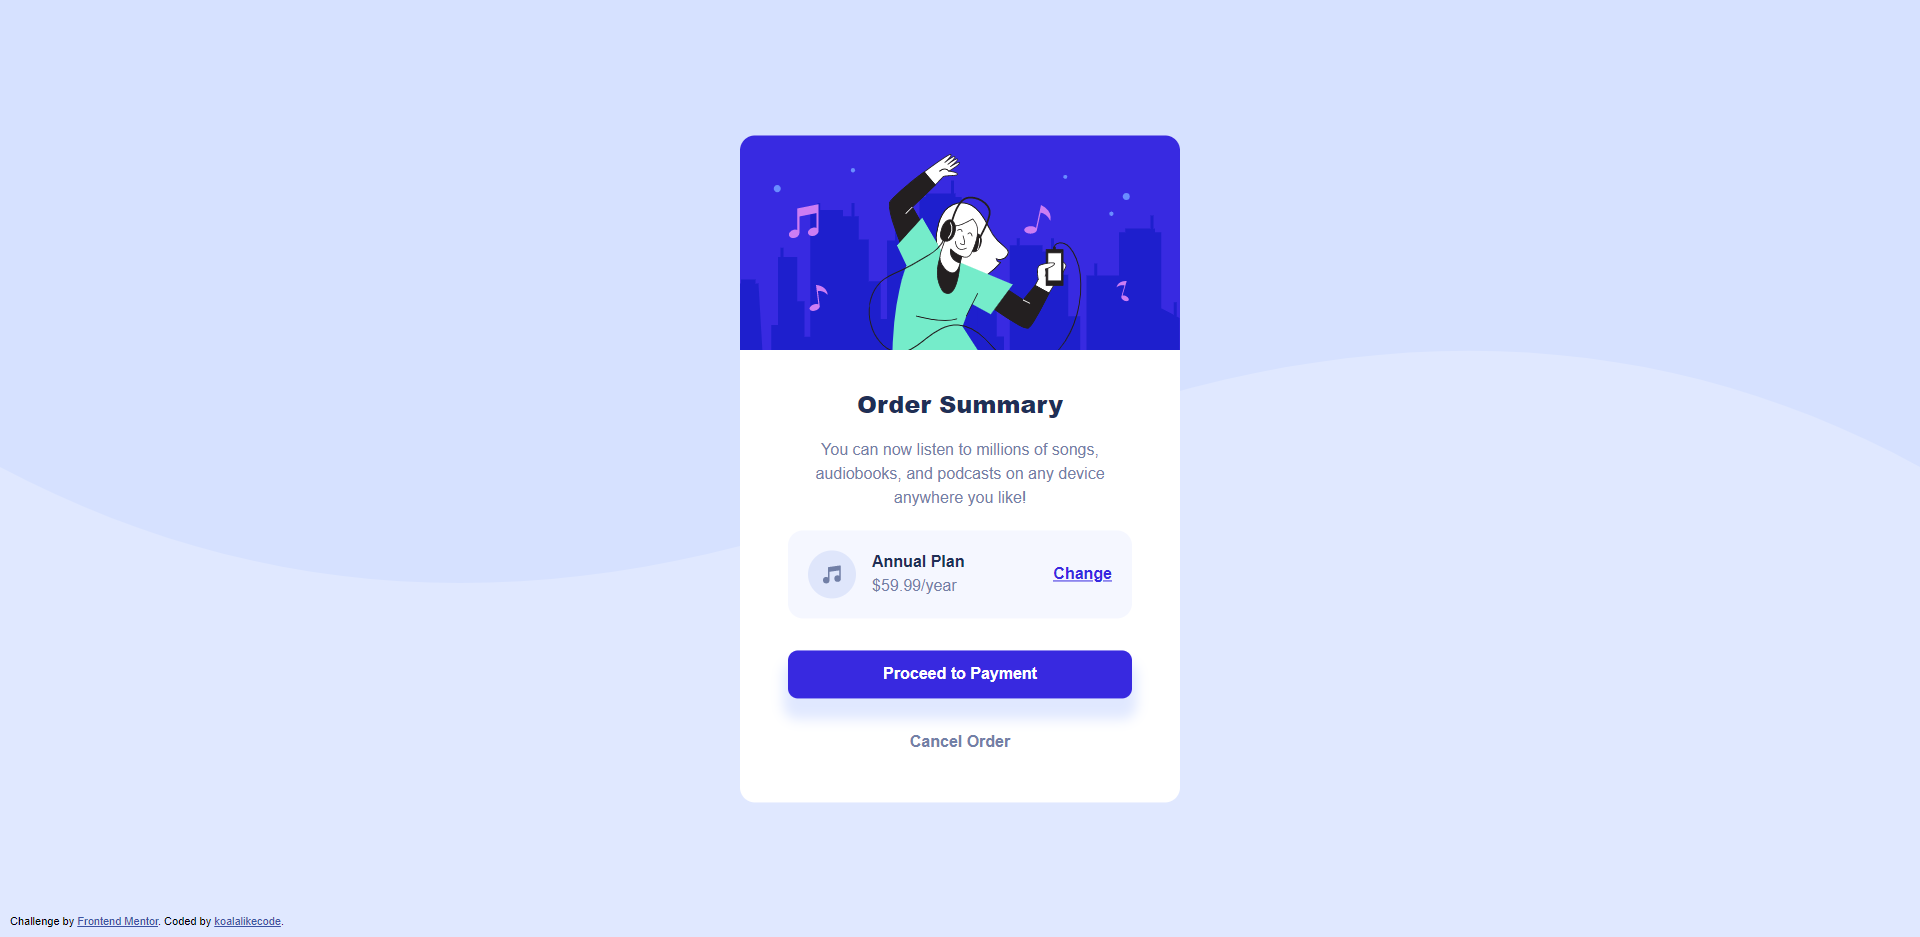 Order Summary
You can now listen to millions of songs,
audiobooks, and podcasts on any device
anywhere you like!
Annual Plan
$59.99/year
Change
Proceed to Payment
Cancel Order
Challenge by Frontend Mentor. Coded by koalalikecode.